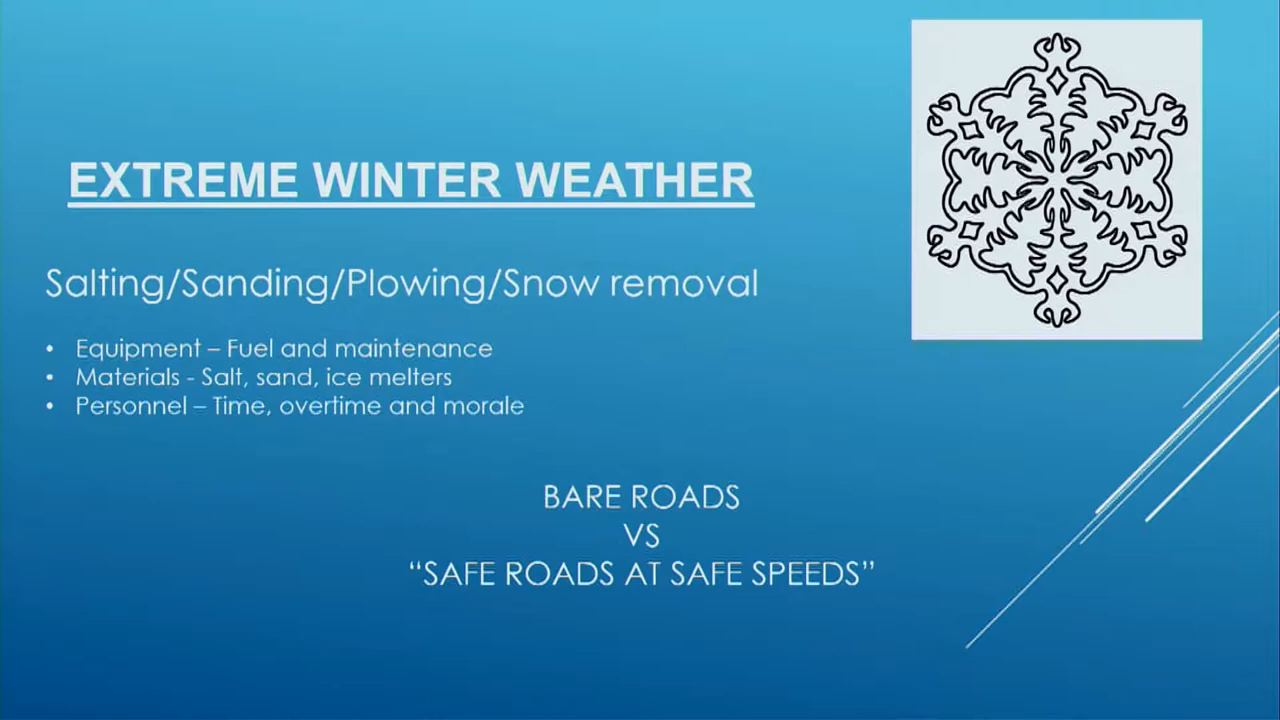 EXTREME WINTER WEATHER
Salting/Sanding/Plowing/Snow removal
• Equipment – Fuel and maintenance
• Materials - Salt, sand, ice melters
• Personnel – Time, overtime and morale
BARE ROADS
VS
“SAFE ROADS AT SAFE SPEEDS”